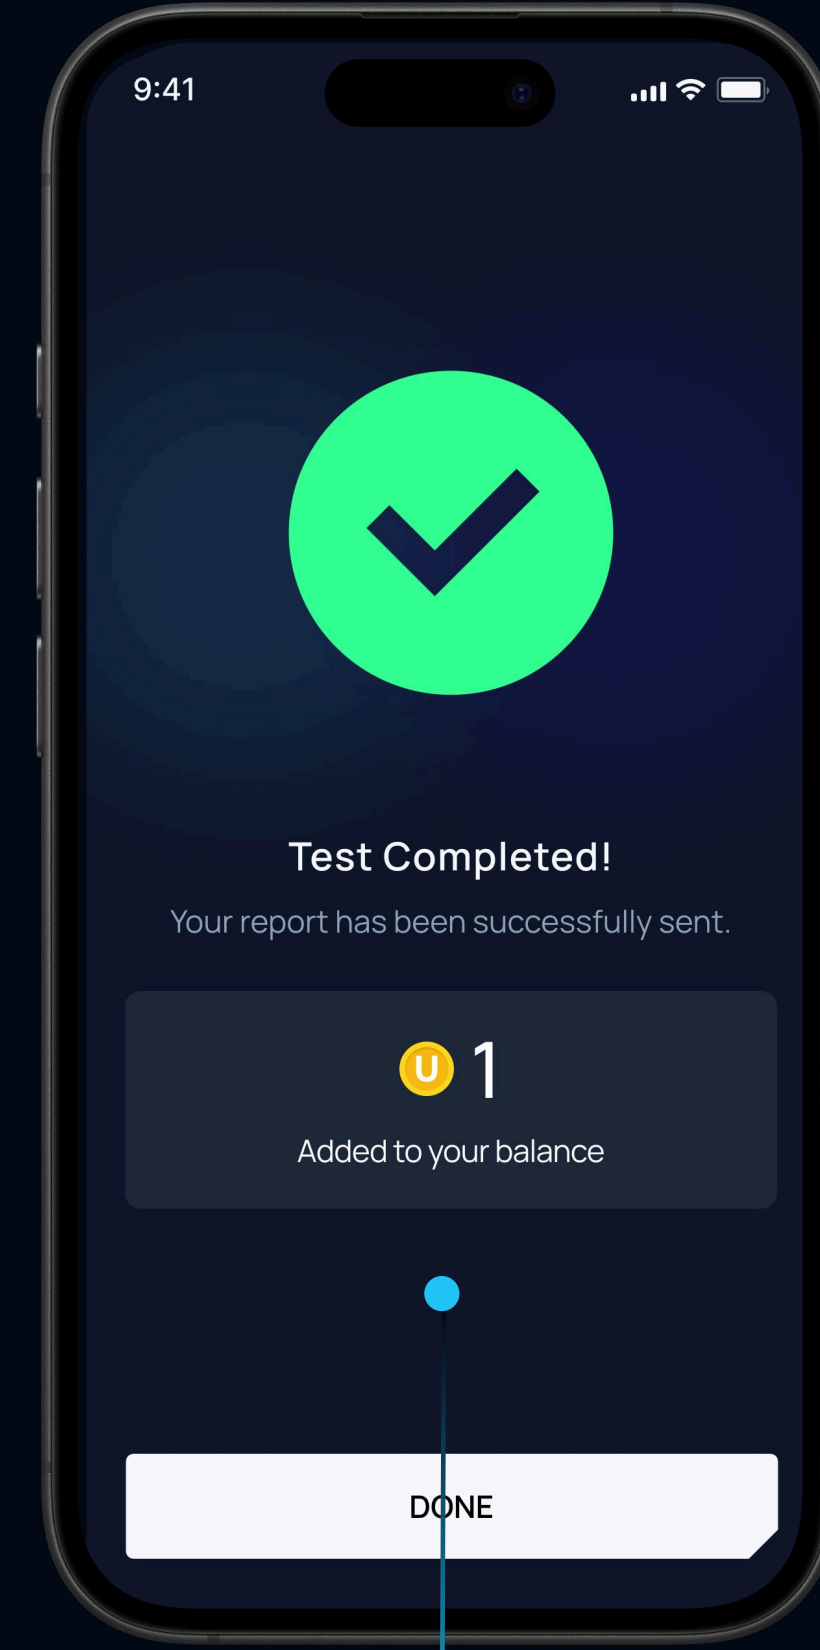 9:41
Test Completed!
Your report has been successfully sent.
U 1
Added to your balance
DONE